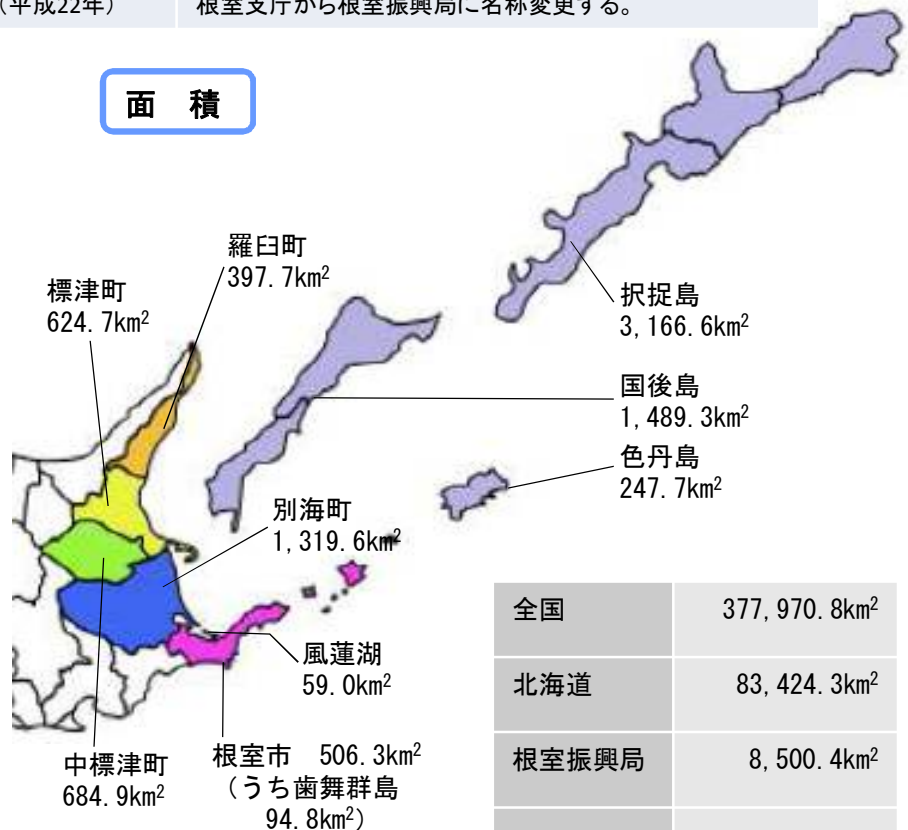 （平成22年）　根室支庁から根室振興局に名称変更する。
面　積
羅臼町
397.7km²
標津町
624.7km²
択捉島
3,166.6km²
国後島
1,489.3km²
色丹島
247.7km²
別海町
1,319.6km²
風蓮湖
59.0km²
中標津町
684.9km²
根室市　506.3km²
（うち歯舞群島
94.8km²）
全国　377,970.8km²
北海道　83,424.3km²
根室振興局　8,500.4km²